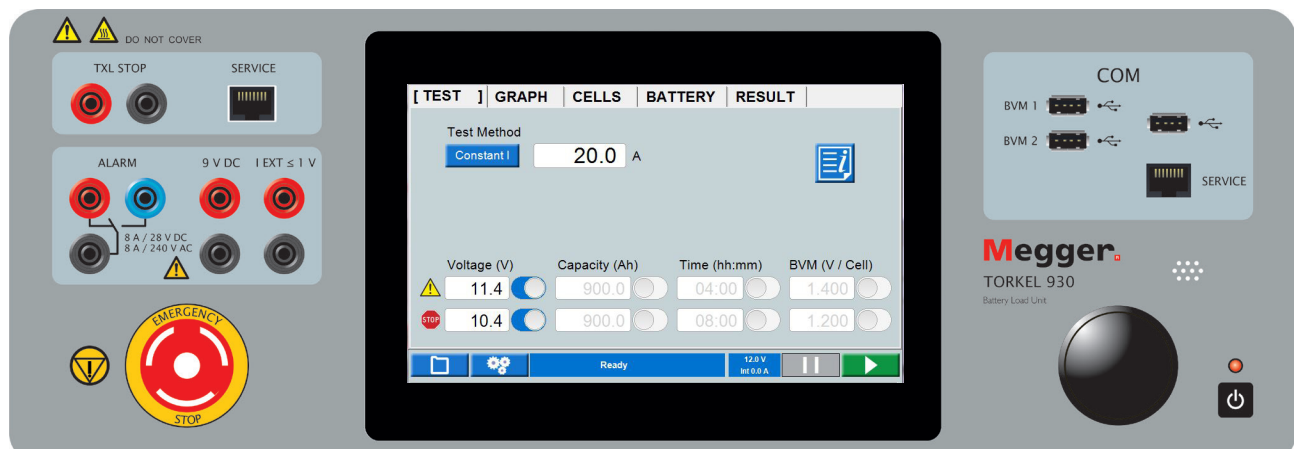 DO NOT COVER
TXL STOP
SERVICE
ALARM
9 V DC
I EXT ≤ 1 V
8 A / 28 V DC
8 A / 240 V AC
EMERGENCY
STOP
[ TEST ] GRAPH CELLS BATTERY RESULT
Test Method
Constant I 20.0 A
i
Voltage (V) Capacity (Ah) Time (hh:mm) BVM (V / Cell)
11.4 900.0 04:00 1.400
STOP 10.4 900.0 08:00 1.200
Ready
12.0 V
Int 0.0 A
COM
BVM 1
BVM 2
SERVICE
Megger
TORKEL 930
Battery Load Unit